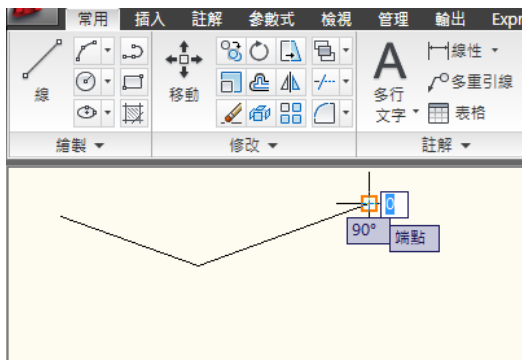 常用 插入 註解 參數式 檢視 管理 輸出 Expr
線
移動
A
多行
文字
線性
多重引線
表格
繪製 修改 註解
0
90° 端點